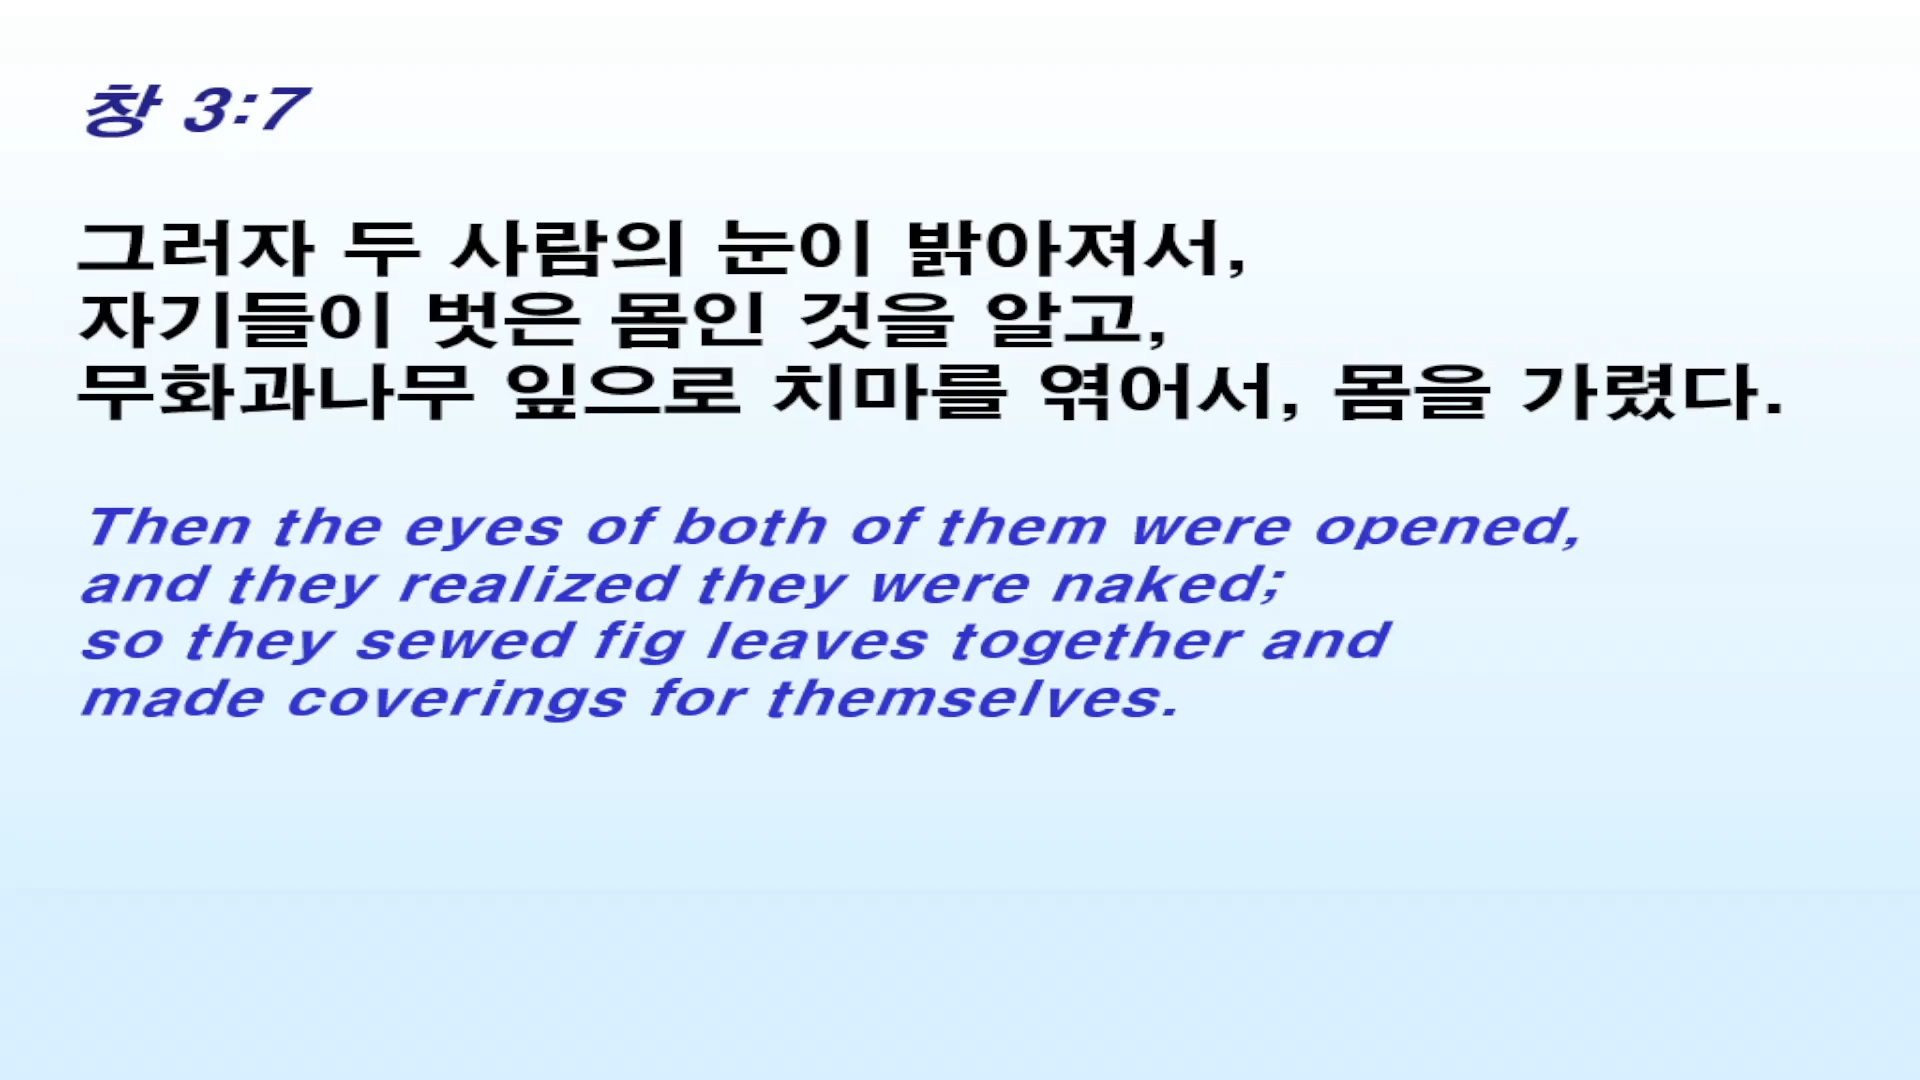 창 3:7
그러자 두 사람의 눈이 밝아져서,
자기들이 벗은 몸인 것을 알고,
무화과나무 잎으로 치마를 엮어서, 몸을 가렸다.
Then the eyes of both of them were opened,
and they realized they were naked;
so they sewed fig leaves together and
made coverings for themselves.